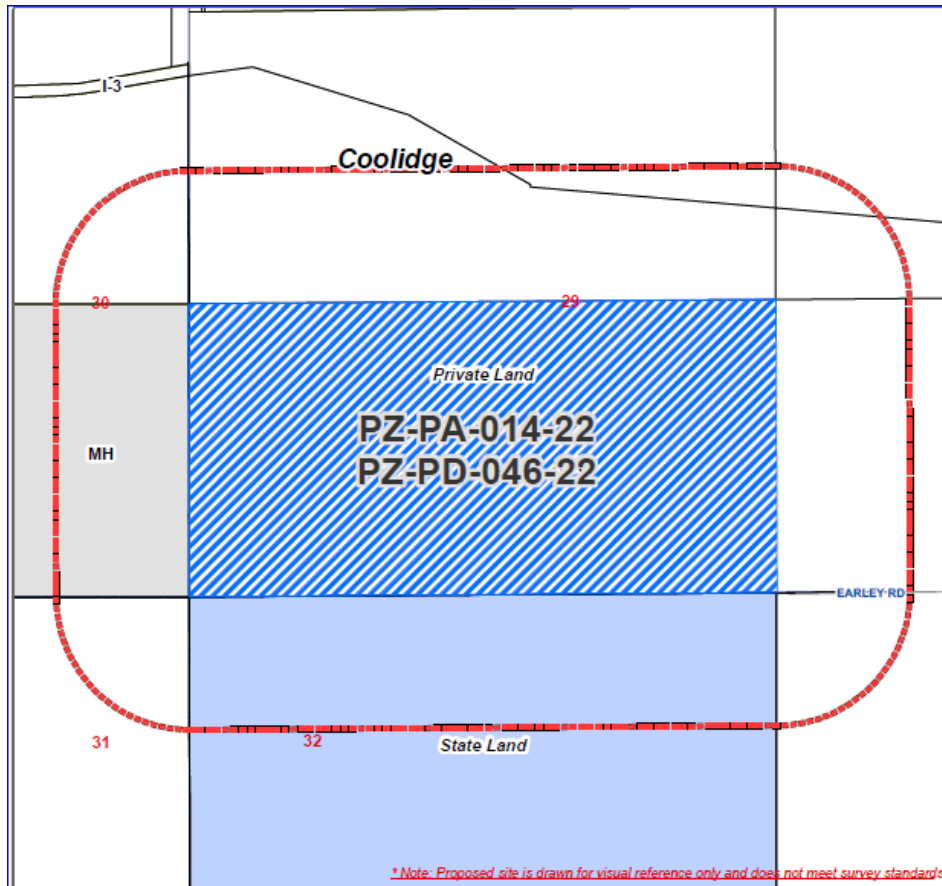 I-3
Coolidge
30
29
Private Land
PZ-PA-014-22
PZ-PD-046-22
MH
EARLEY RD
31
32
State Land
* Note: Proposed site is drawn for visual reference only and does not meet survey standards